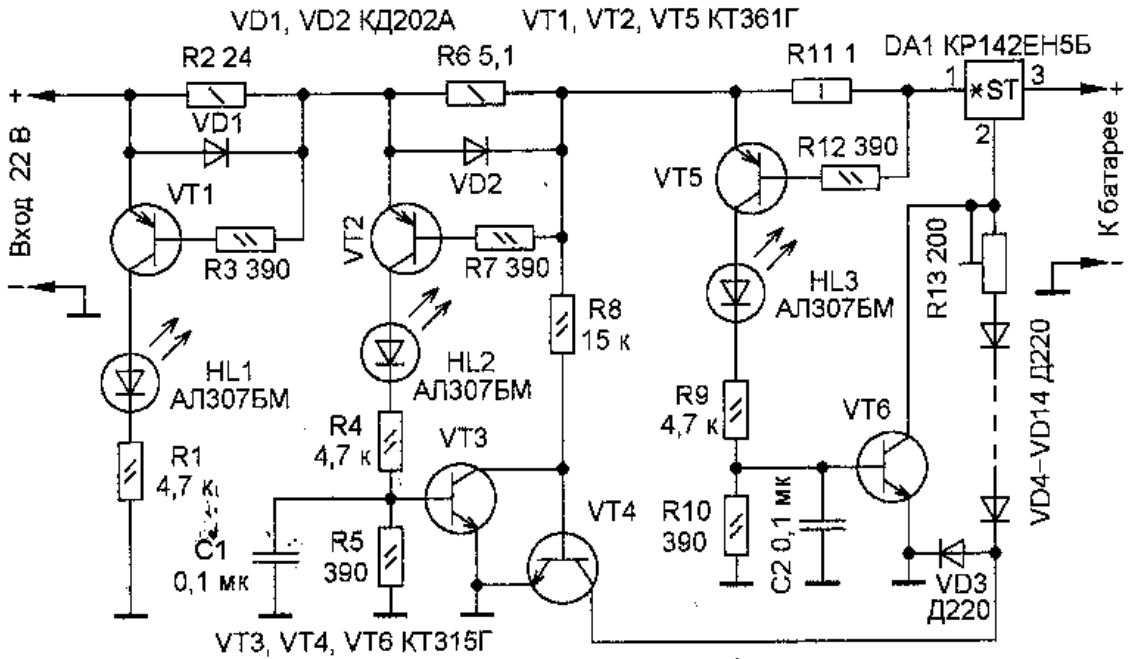 VD1, VD2 КД202А
VT1, VT2, VT5 КТ361Г
R2 24
R6 5,1
R11 1
DA1 КР142ЕН5Б
+
1
*ST
3
+
2
VD1
VD2
VT5
R12 390
VT1
VT2
R3 390
R7 390
Вход 22 В
К батарее
R13 200
-
-
R8
15 к
HL3
АЛ307БМ
HL1
АЛ307БМ
HL2
АЛ307БМ
R9
4,7 к
VT6
VD4–VD14 Д220
R4
4,7 к
VT3
R1
4,7 к
R10
390
C2 0,1 мк
VT4
C1
0,1 мк
R5
390
VD3
Д220
VT3, VT4, VT6 КТ315Г